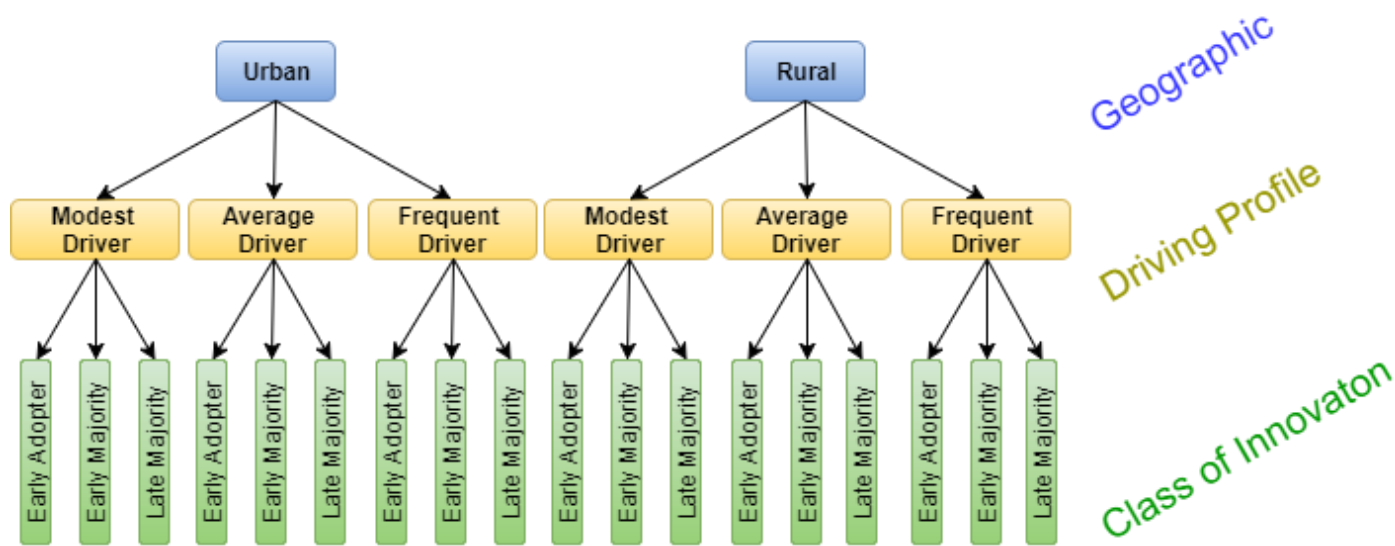 Urban
Rural
Geographic
Modest
Driver
Average
Driver
Frequent
Driver
Modest
Driver
Average
Driver
Frequent
Driver
Driving Profile
Early Adopter
Early Majority
Late Majority
Early Adopter
Early Majority
Late Majority
Early Adopter
Early Majority
Late Majority
Early Adopter
Early Majority
Late Majority
Early Adopter
Early Majority
Late Majority
Early Adopter
Early Majority
Late Majority
Class of Innovaton